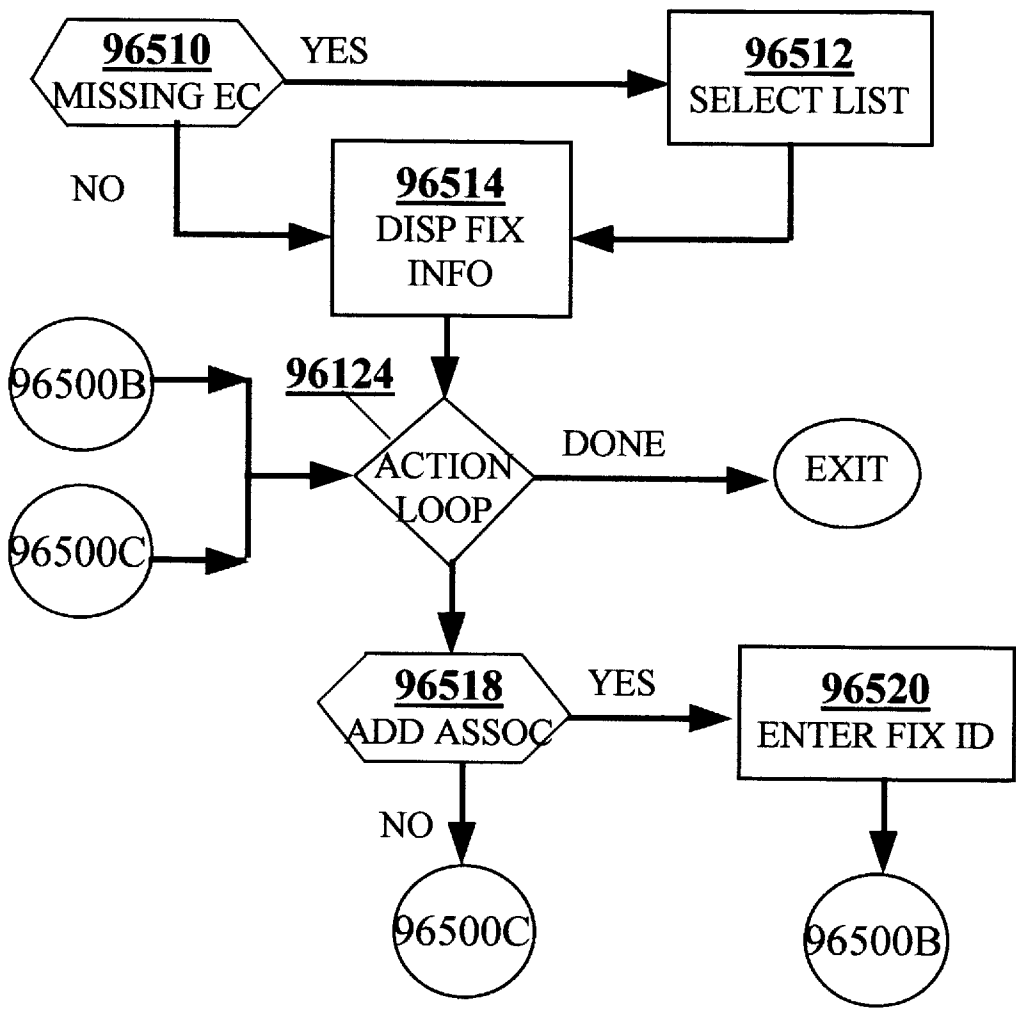 96510
MISSING EC
YES
96512
SELECT LIST
NO
96514
DISP FIX
INFO
96500B
96124
ACTION
LOOP
DONE
EXIT
96500C
96518
ADD ASSOC
YES
96520
ENTER FIX ID
NO
96500C
96500B